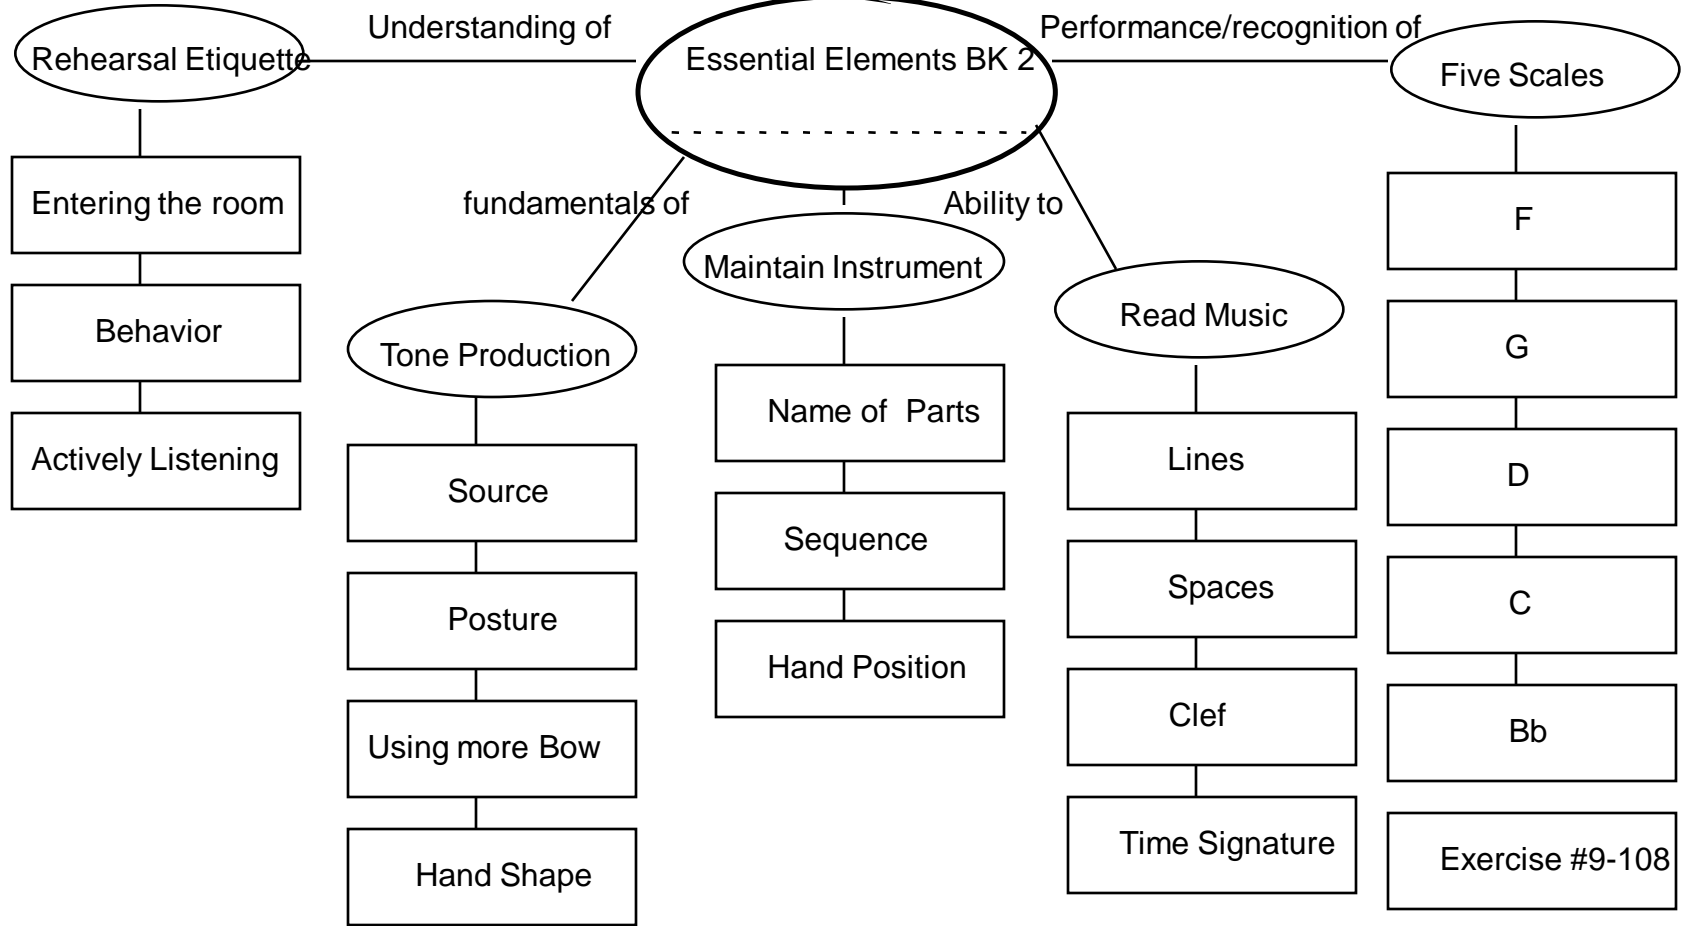 Understanding of
Essential Elements BK 2
Performance/recognition of
Rehearsal Etiquette
Entering the room
Behavior
Actively Listening
fundamentals of
Tone Production
Source
Posture
Using more Bow
Hand Shape
Maintain Instrument
Name of Parts
Sequence
Hand Position
Ability to
Read Music
Lines
Spaces
Clef
Time Signature
Five Scales
F
G
D
C
Bb
Exercise #9-108